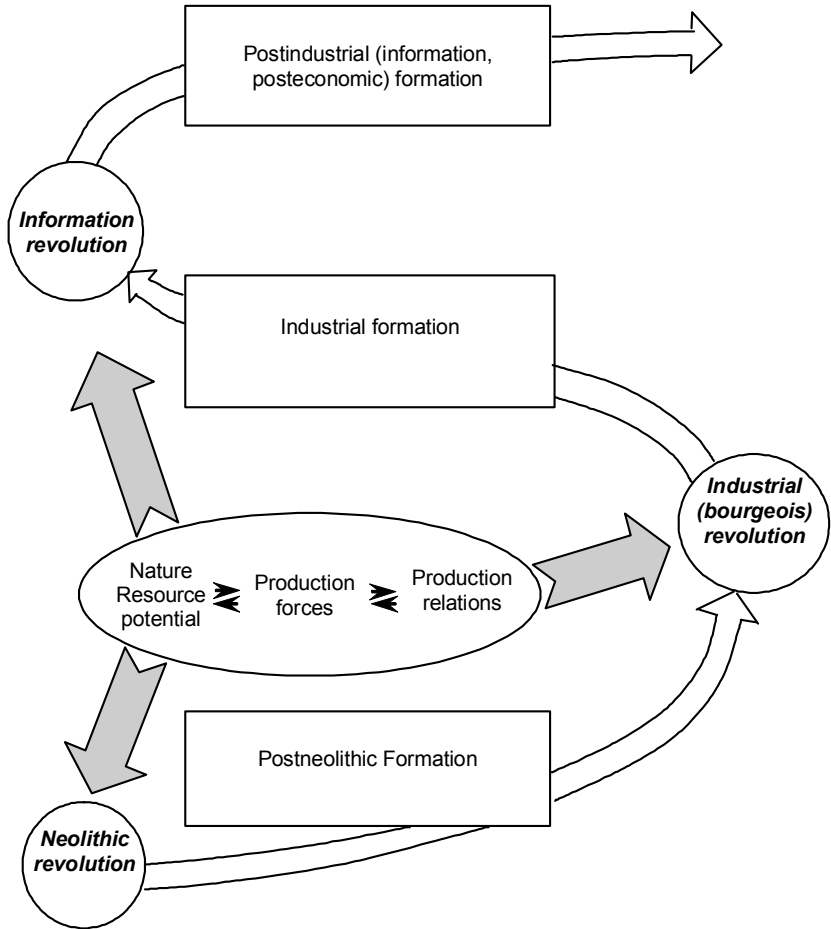 Postindustrial (information,
posteconomic) formation
Information
revolution
Industrial formation
Industrial
(bourgeois)
revolution
Nature
Resource
potential
Production
forces
Production
relations
Postneolithic Formation
Neolithic
revolution